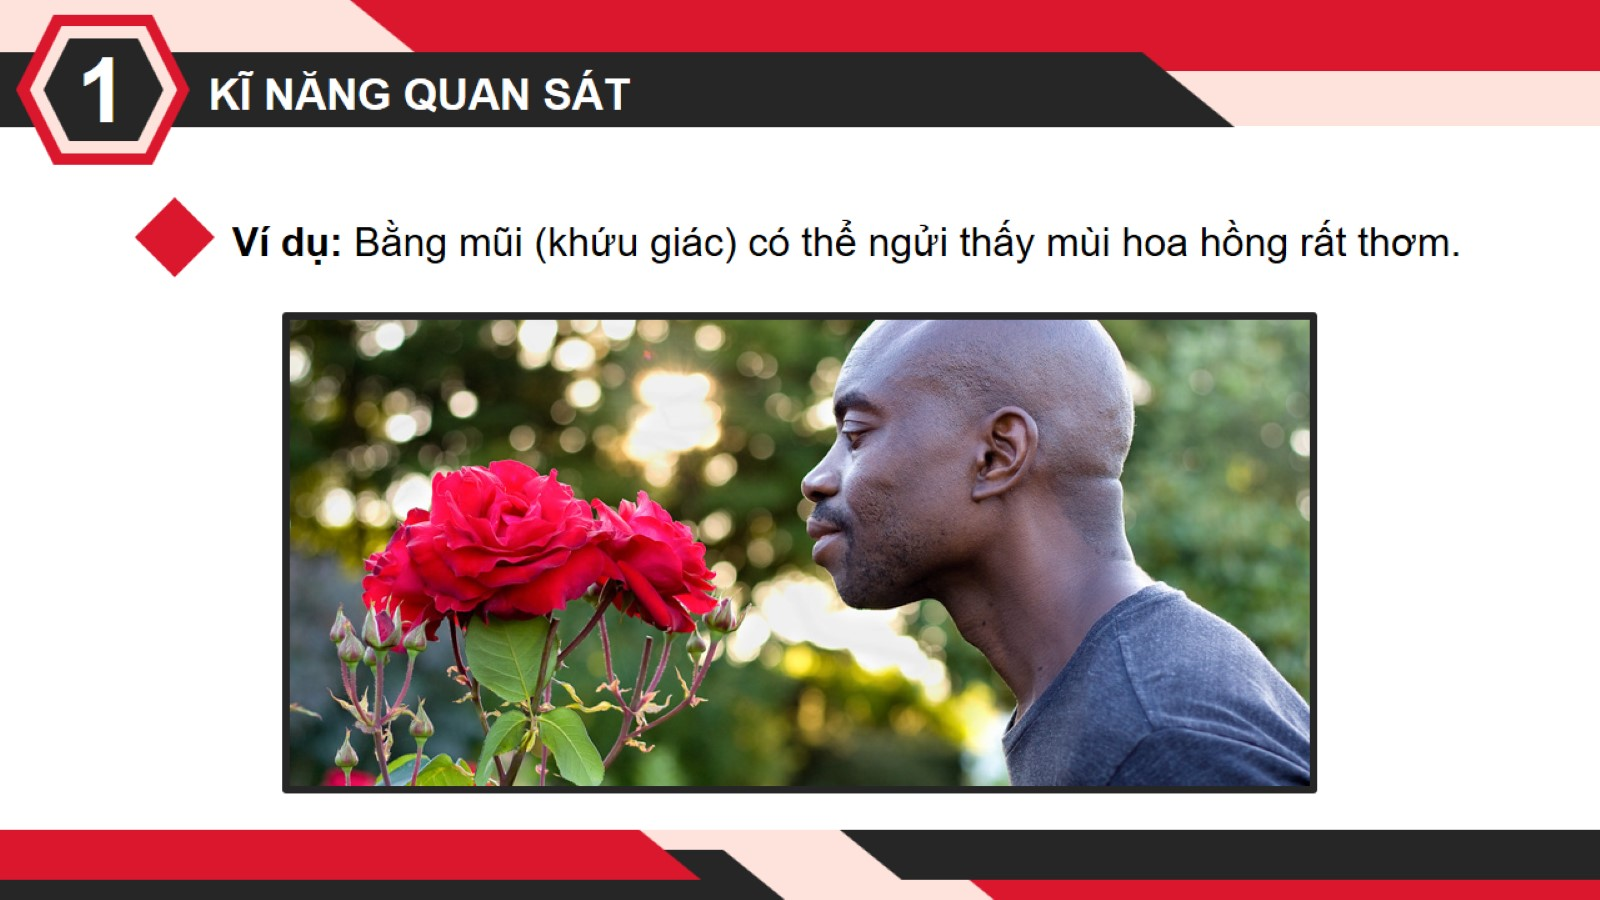 1
KĨ NĂNG QUAN SÁT
Ví dụ: Bằng mũi (khứu giác) có thể ngửi thấy mùi hoa hồng rất thơm.